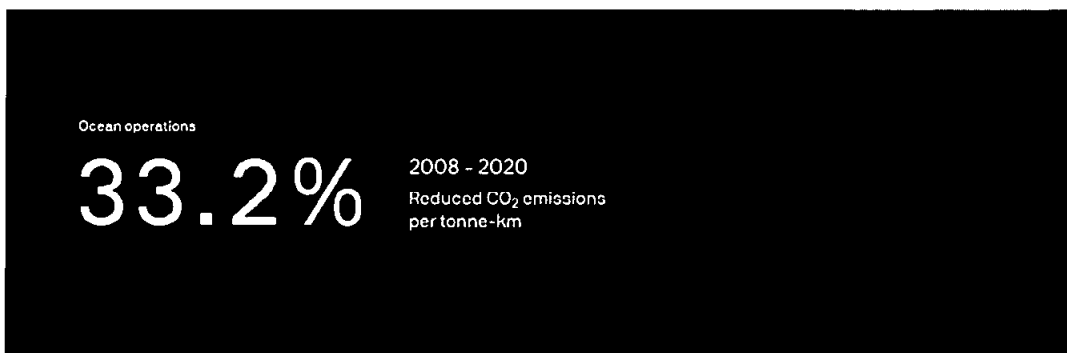 Ocean operations
33.2%
2008 - 2020
Reduced CO₂ emissions
per tonne-km